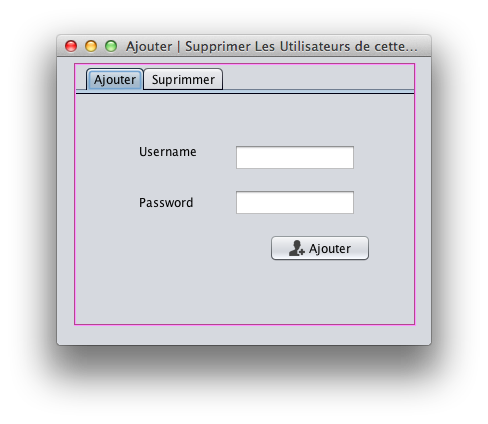 Ajouter | Supprimer Les Utilisateurs de cette...
Ajouter Suprimmer
Username
Password
Ajouter